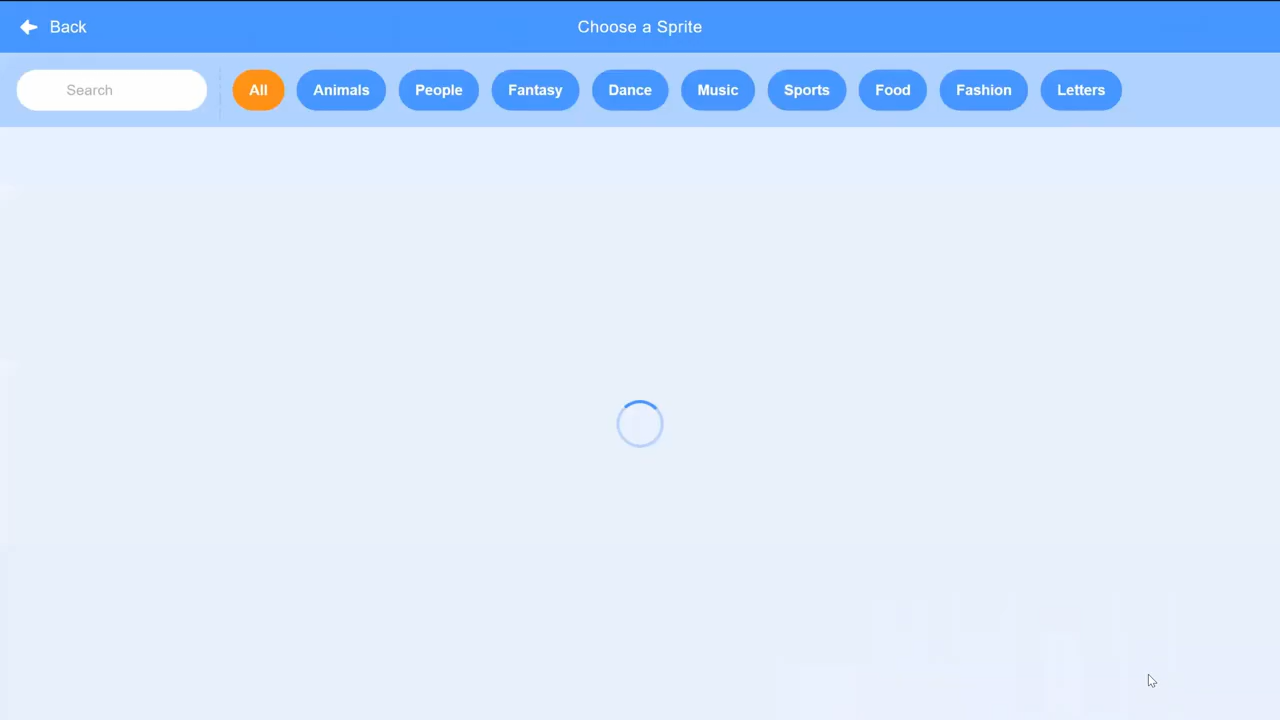 Back
Choose a Sprite
Search
All
Animals
People
Fantasy
Dance
Music
Sports
Food
Fashion
Letters